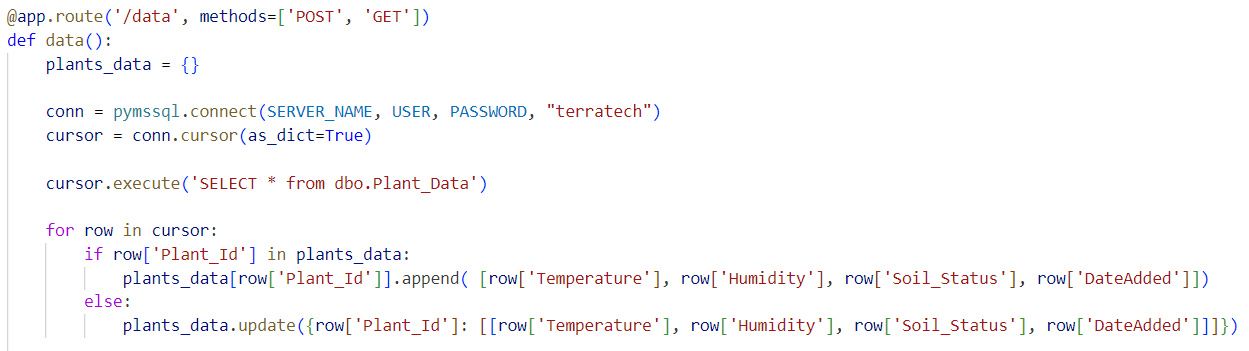 @app.route('/data', methods=['POST', 'GET'])
def data():
    plants_data = {}

    conn = pymssql.connect(SERVER_NAME, USER, PASSWORD, "terratech")
    cursor = conn.cursor(as_dict=True)

    cursor.execute('SELECT * from dbo.Plant_Data')

    for row in cursor:
        if row['Plant_Id'] in plants_data:
            plants_data[row['Plant_Id']].append( [row['Temperature'], row['Humidity'], row['Soil_Status'], row['DateAdded']])
        else:
            plants_data.update({row['Plant_Id']: [[row['Temperature'], row['Humidity'], row['Soil_Status'], row['DateAdded']]]})